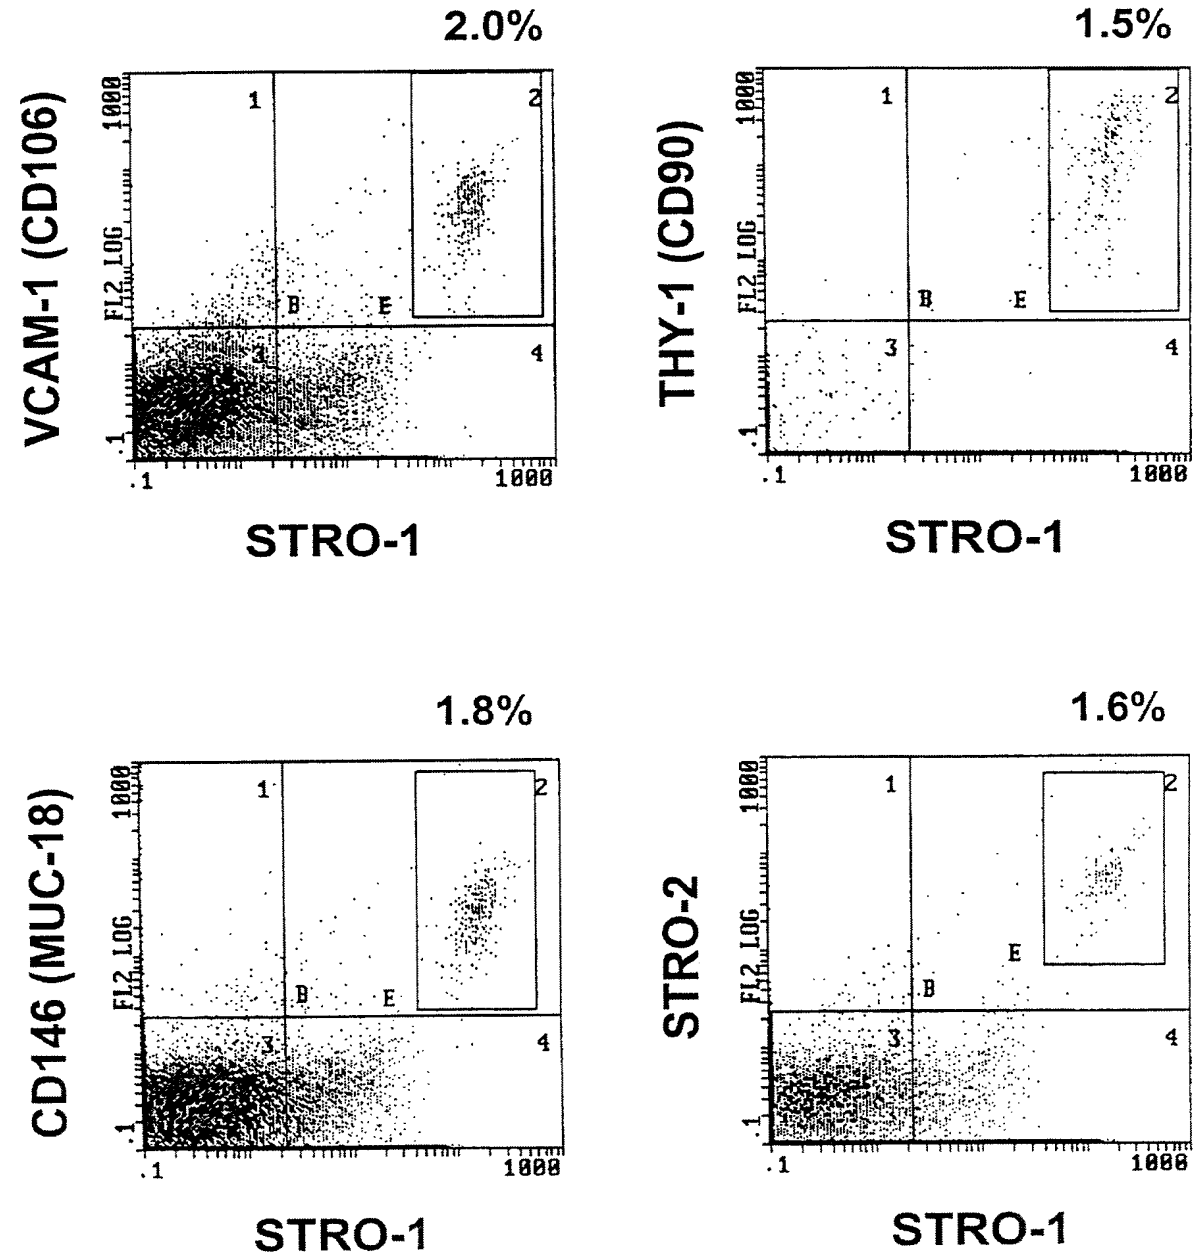 2.0%
VCAM-1 (CD106)
FL2 LOG
1000
.1
1
2
3
4
B
E
.1
1000
STRO-1
1.5%
THY-1 (CD90)
FL2 LOG
1000
.1
1
2
3
4
B
E
.1
1000
STRO-1
1.8%
CD146 (MUC-18)
FL2 LOG
1000
.1
1
2
3
4
B
E
.1
1000
STRO-1
1.6%
STRO-2
FL2 LOG
1000
.1
1
2
3
4
B
E
.1
1000
STRO-1